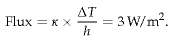 Flux = κ × ΔT/h = 3 W/m².